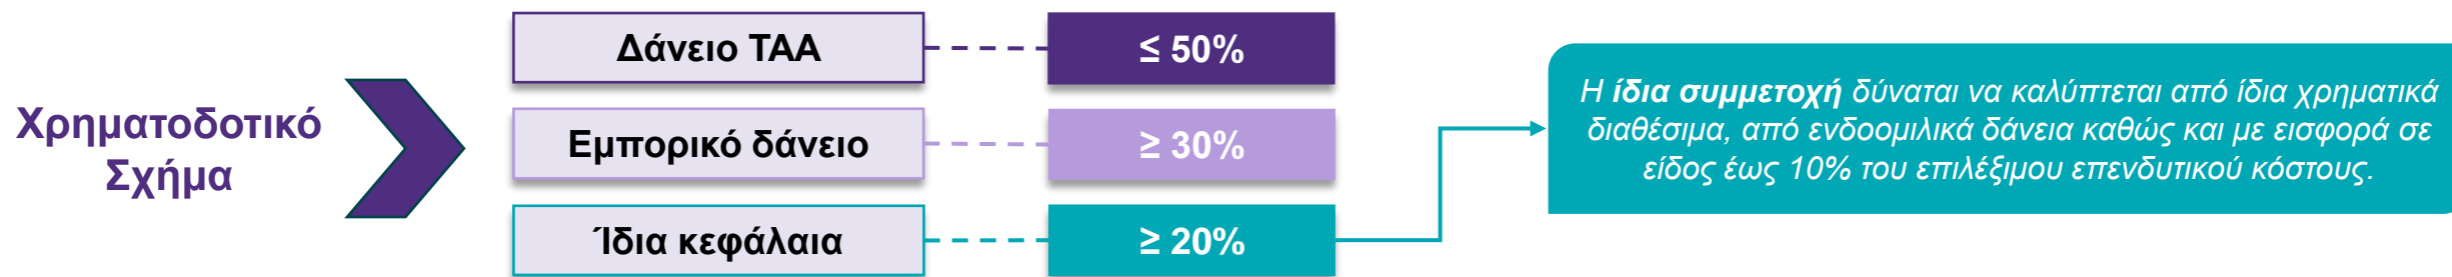 Χρηματοδοτικό
Σχήμα
Δάνειο ΤΑΑ
≤ 50%
Εμπορικό δάνειο
≥ 30%
Ίδια κεφάλαια
≥ 20%
Η ίδια συμμετοχή δύναται να καλύπτεται από ίδια χρηματικά
διαθέσιμα, από ενδοομιλικά δάνεια καθώς και με εισφορά σε
είδος έως 10% του επιλέξιμου επενδυτικού κόστους.